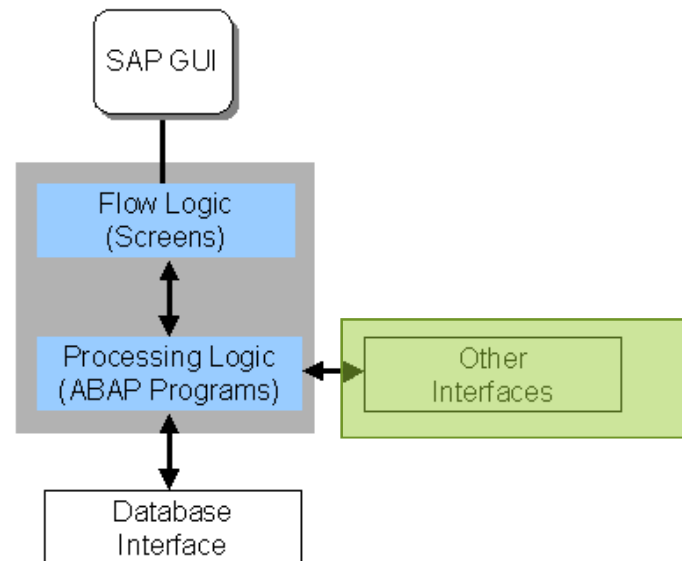 SAP GUI
Flow Logic
(Screens)
Processing Logic
(ABAP Programs)
Other
Interfaces
Database
Interface